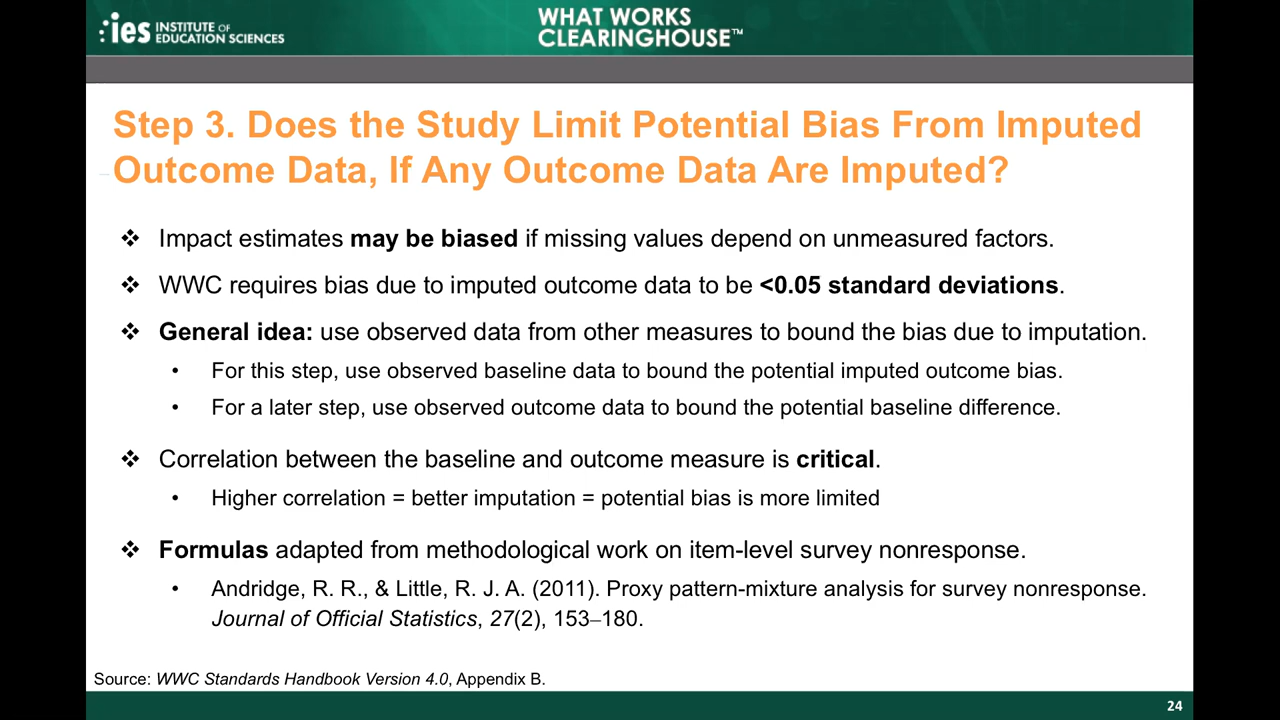 ies INSTITUTE OF
EDUCATION SCIENCES
WHAT WORKS
CLEARINGHOUSE™
Step 3. Does the Study Limit Potential Bias From Imputed
Outcome Data, If Any Outcome Data Are Imputed?
❖ Impact estimates may be biased if missing values depend on unmeasured factors.
❖ WWC requires bias due to imputed outcome data to be <0.05 standard deviations.
❖ General idea: use observed data from other measures to bound the bias due to imputation.
• For this step, use observed baseline data to bound the potential imputed outcome bias.
• For a later step, use observed outcome data to bound the potential baseline difference.
❖ Correlation between the baseline and outcome measure is critical.
• Higher correlation = better imputation = potential bias is more limited
❖ Formulas adapted from methodological work on item-level survey nonresponse.
• Andridge, R. R., & Little, R. J. A. (2011). Proxy pattern-mixture analysis for survey nonresponse.
Journal of Official Statistics, 27(2), 153–180.
Source: WWC Standards Handbook Version 4.0, Appendix B.
24